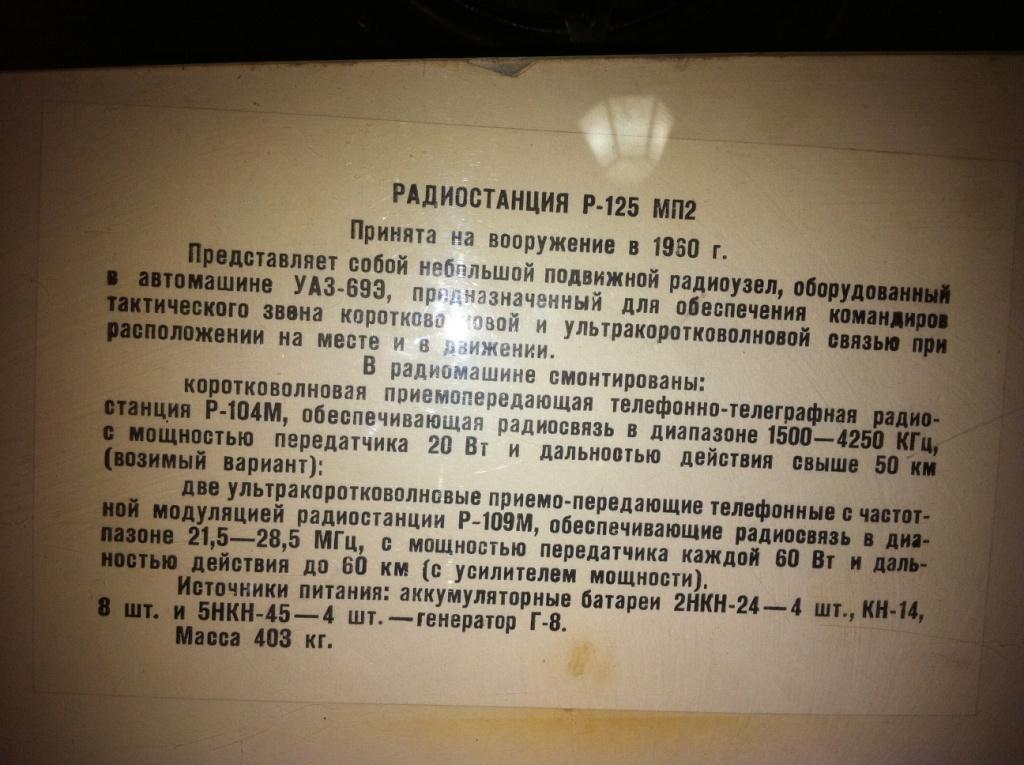 РАДИОСТАНЦИЯ Р-125 МП2
Принята на вооружение в 1960 г.
Представляет собой небольшой подвижной радиоузел, оборудованный
в автомашине УАЗ-69Э, предназначенный для обеспечения командиров
тактического звена коротковолновой и ультракоротковолновой связью при
расположении на месте и в движении.
В радиомашине смонтированы:
коротковолновая приемопередающая телефонно-телеграфная радио-
станция Р-104М, обеспечивающая радиосвязь в диапазоне 1500—4250 КГц,
с мощностью передатчика 20 Вт и дальностью действия свыше 50 км
(возимый вариант):
две ультракоротковолновые приемо-передающие телефонные с частот-
ной модуляцией радиостанции Р-109М, обеспечивающие радиосвязь в диа-
пазоне 21,5—28,5 МГц, с мощностью передатчика каждой 60 Вт и даль-
ностью действия до 60 км (с усилителем мощности).
Источники питания: аккумуляторные батареи 2НКН-24—4 шт., КН-14,
8 шт. и 5НКН-45—4 шт.—генератор Г-8.
Масса 403 кг.